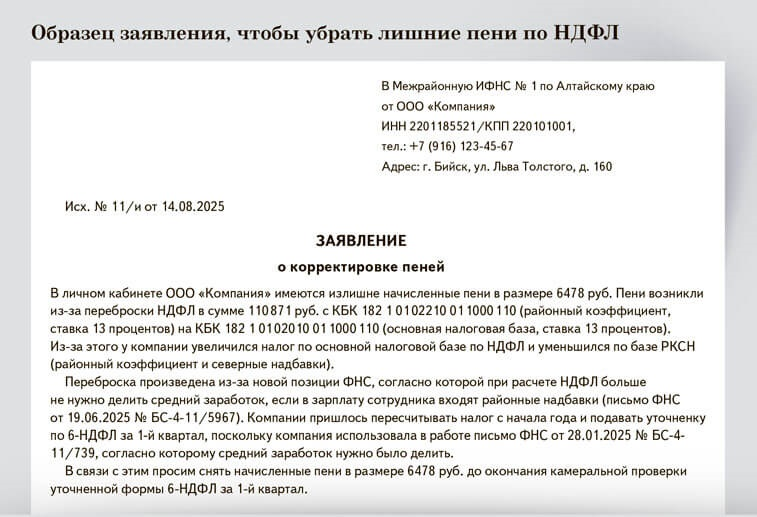 Образец заявления, чтобы убрать лишние пени по НДФЛ
В Межрайонную ИФНС № 1 по Алтайскому краю
от ООО «Компания»
ИНН 2201185521/КПП 220101001,
тел.: +7 (916) 123-45-67
Адрес: г. Бийск, ул. Льва Толстого, д. 160
Исх. № 11/и от 14.08.2025
ЗАЯВЛЕНИЕ
о корректировке пеней
В личном кабинете ООО «Компания» имеются излишне начисленные пени в размере 6478 руб. Пени возникли
из-за переброски НДФЛ в сумме 110 871 руб. с КБК 182 1 01 02210 01 1000 110 (районный коэффициент,
ставка 13 процентов) на КБК 182 1 01 02010 01 1000 110 (основная налоговая база, ставка 13 процентов).
Из-за этого у компании увеличился налог по основной налоговой базе по НДФЛ и уменьшился по базе РКСН
(районный коэффициент и северные надбавки).
Переброска произведена из-за новой позиции ФНС, согласно которой при расчете НДФЛ больше
не нужно делить средний заработок, если в зарплату сотрудника входят районные надбавки (письмо ФНС
от 19.06.2025 № БС-4-11/5967). Компании пришлось пересчитывать налог с начала года и подавать уточненку
по 6-НДФЛ за 1-й квартал, поскольку компания использовала в работе письмо ФНС от 28.01.2025 № БС-4-
11/739, согласно которому средний заработок нужно было делить.
В связи с этим просим снять начисленные пени в размере 6478 руб. до окончания камеральной проверки
уточненной формы 6-НДФЛ за 1-й квартал.